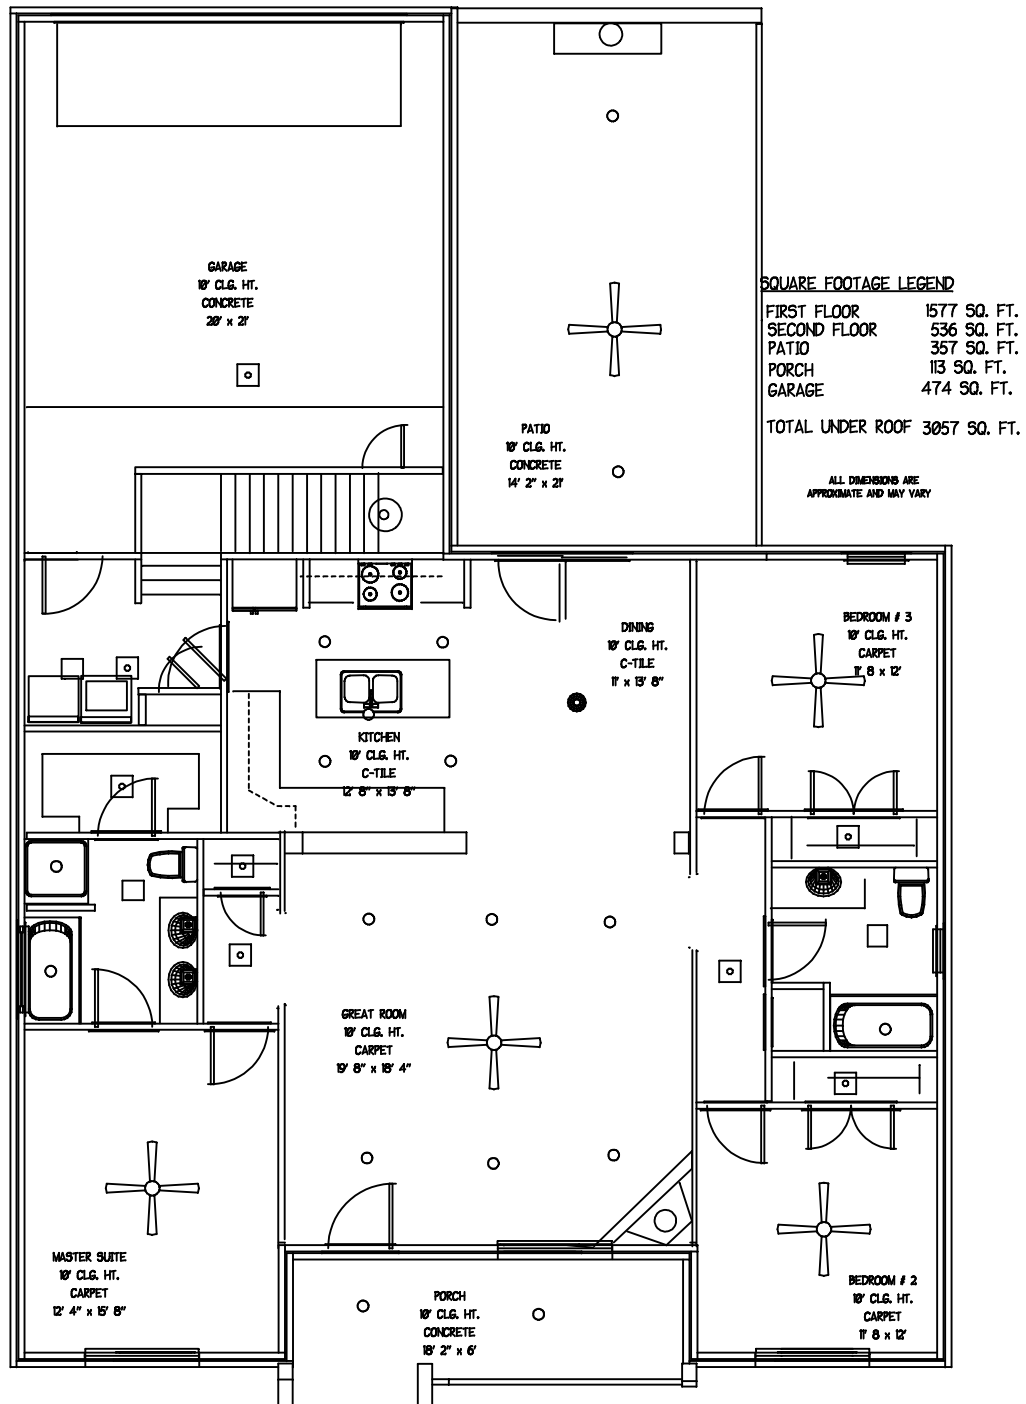 GARAGE
10' CLG. HT.
CONCRETE
20' x 21'
SQUARE FOOTAGE LEGEND
FIRST FLOOR 1577 SQ. FT.
SECOND FLOOR 536 SQ. FT.
PATIO 357 SQ. FT.
PORCH 113 SQ. FT.
GARAGE 474 SQ. FT.
TOTAL UNDER ROOF 3057 SQ. FT.
ALL DIMENSIONS ARE
APPROXIMATE AND MAY VARY
PATIO
10' CLG. HT.
CONCRETE
14' 2" x 21'
DINING
10' CLG. HT.
C-TILE
11' x 13' 8"
BEDROOM # 3
10' CLG. HT.
CARPET
11' 8 x 12'
KITCHEN
10' CLG. HT.
C-TILE
12' 8" x 13' 8"
GREAT ROOM
10' CLG. HT.
CARPET
19' 8" x 18' 4"
MASTER SUITE
10' CLG. HT.
CARPET
12' 4" x 15' 8"
PORCH
10' CLG. HT.
CONCRETE
18' 2" x 6'
BEDROOM # 2
10' CLG. HT.
CARPET
11' 8 x 12'